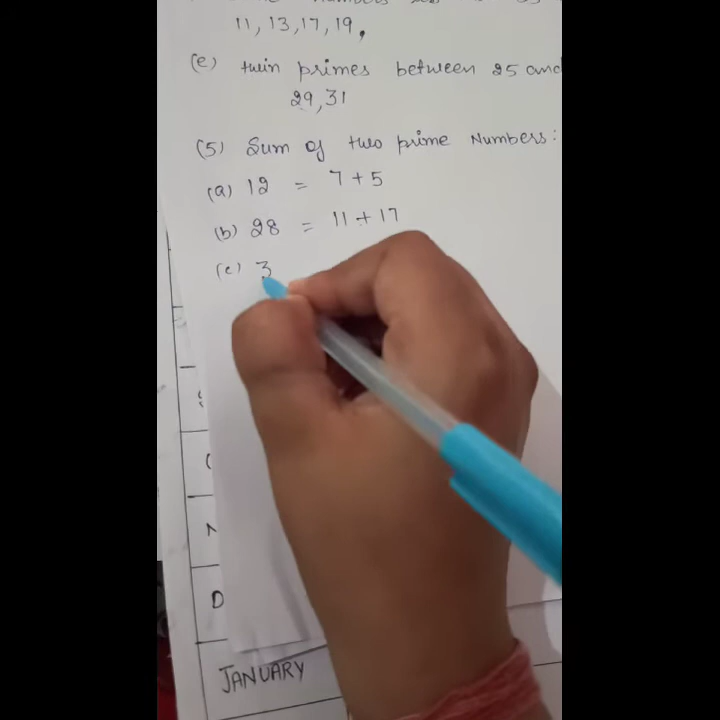 11, 13, 17, 19,
(e) twin primes between 25 and
29, 31
(5) Sum of two prime Numbers:
(a) 12 = 7 + 5
(b) 28 = 11 + 17
(c) 3
D
JANUARY